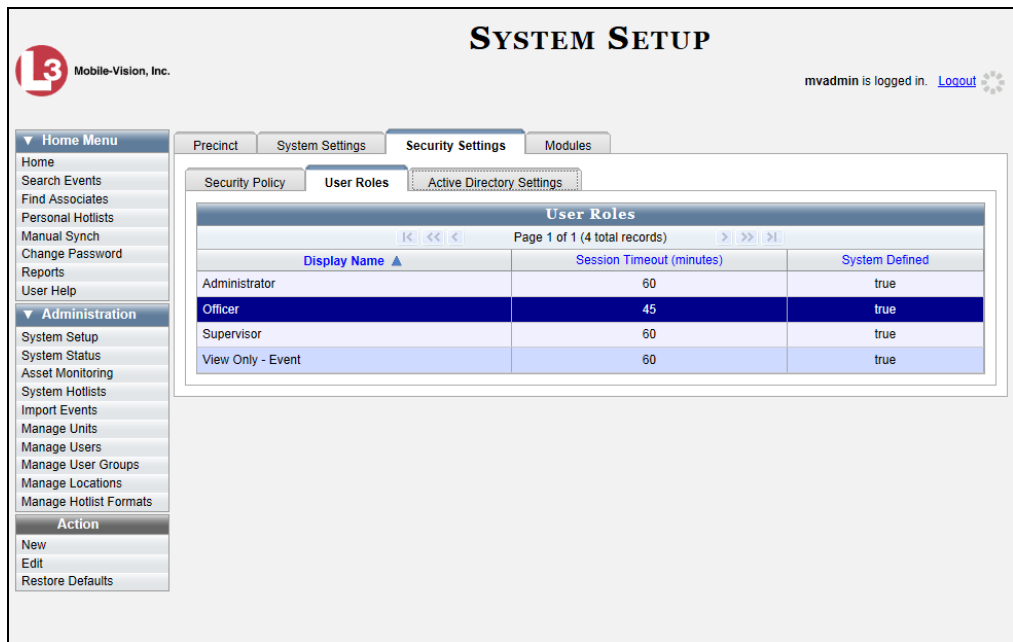 SYSTEM SETUP
L3 Mobile-Vision, Inc.
mvadmin is logged in. Logout
▼ Home Menu
Home
Search Events
Find Associates
Personal Hotlists
Manual Synch
Change Password
Reports
User Help
▼ Administration
System Setup
System Status
Asset Monitoring
System Hotlists
Import Events
Manage Units
Manage Users
Manage User Groups
Manage Locations
Manage Hotlist Formats
Action
New
Edit
Restore Defaults
Precinct System Settings Security Settings Modules
Security Policy User Roles Active Directory Settings
User Roles
|< << < Page 1 of 1 (4 total records) > >> >|
Display Name ▲ Session Timeout (minutes) System Defined
Administrator 60 true
Officer 45 true
Supervisor 60 true
View Only - Event 60 true